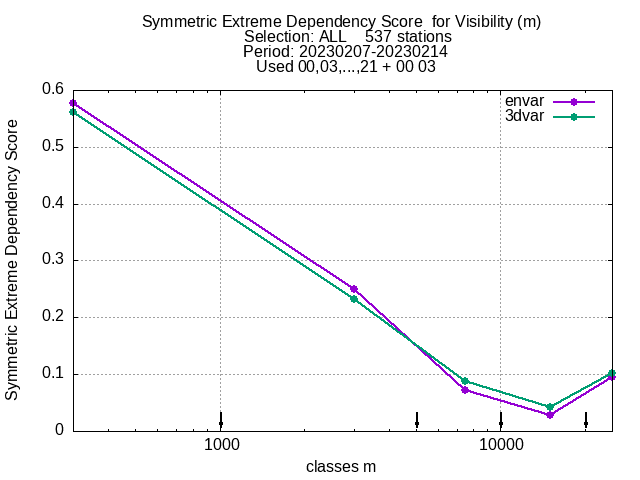 Symmetric Extreme Dependency Score  for Visibility (m)
Selection: ALL    537 stations
Period: 20230207-20230214
Used 00,03,...,21 + 00 03
envar
3dvar
0.6
0.5
0.4
0.3
0.2
0.1
0
Symmetric Extreme Dependency Score
1000 10000
classes m